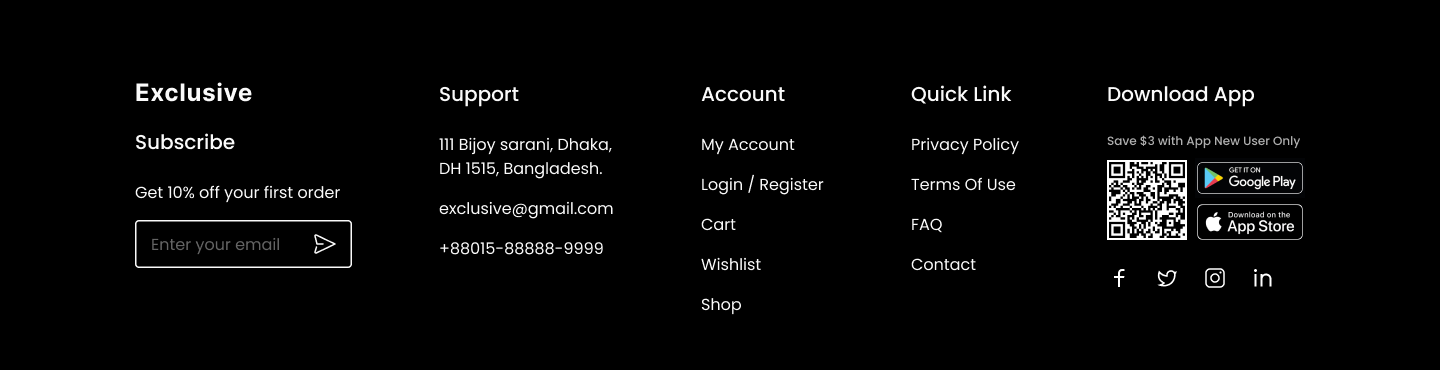 Exclusive
Subscribe
Get 10% off your first order
Enter your email
Support
111 Bijoy sarani, Dhaka,
DH 1515, Bangladesh.
exclusive@gmail.com
+88015-88888-9999
Account
My Account
Login / Register
Cart
Wishlist
Shop
Quick Link
Privacy Policy
Terms Of Use
FAQ
Contact
Download App
Save $3 with App New User Only
GET IT ON
Google Play
Download on the
App Store